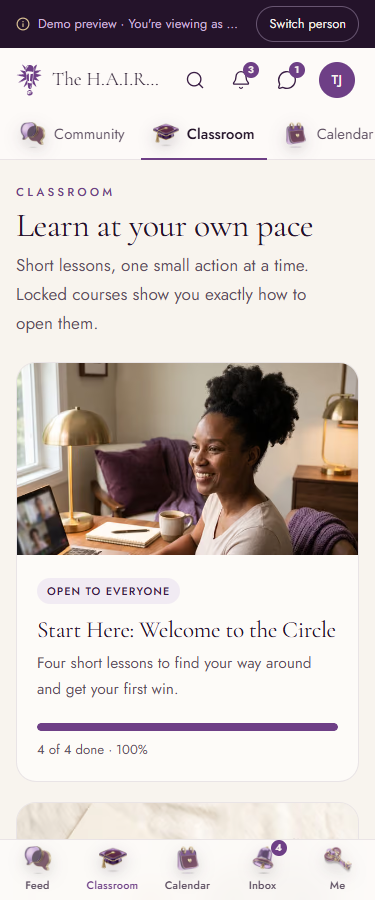 Demo preview · You're viewing as ...
Switch person
The H.A.I.R...
3
1
TJ
Community
Classroom
Calendar
CLASSROOM
Learn at your own pace
Short lessons, one small action at a time.
Locked courses show you exactly how to
open them.
OPEN TO EVERYONE
Start Here: Welcome to the Circle
Four short lessons to find your way around
and get your first win.
4 of 4 done · 100%
4
Feed
Classroom
Calendar
Inbox
Me